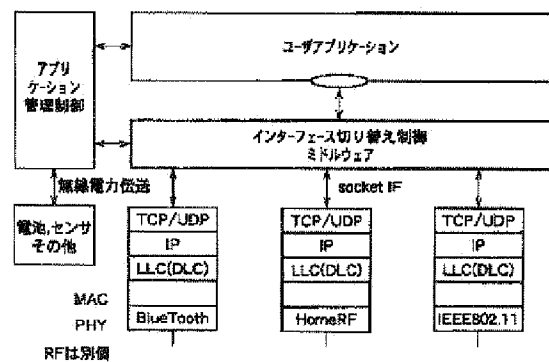 ユーザアプリケーション
アプリ
ケーション
管理制御
インターフェース切り替え制御
ミドルウェア
無線電力伝送
socket IF
電池,センサ
その他
TCP/UDP
IP
LLC(DLC)
BlueTooth
TCP/UDP
IP
LLC(DLC)
HomeRF
TCP/UDP
IP
LLC(DLC)
IEEE802.11
MAC
PHY
RFは別個